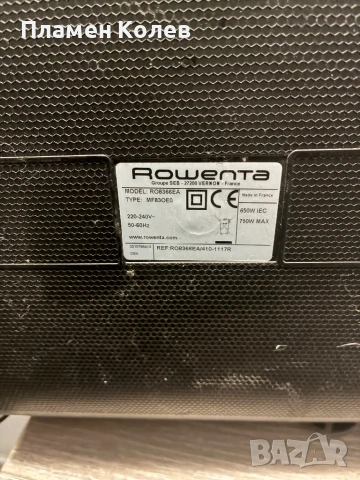 Пламен Колев
ROWENTA
Groupe SEB - 27200 VERNON - France
MODEL: RO8366EA
TYPE: MF83OE0
220-240V~
50-60Hz
www.rowenta.com
Made in France
650W IEC
750W MAX
REF:RO8366EA/410-1117R
BAZAR